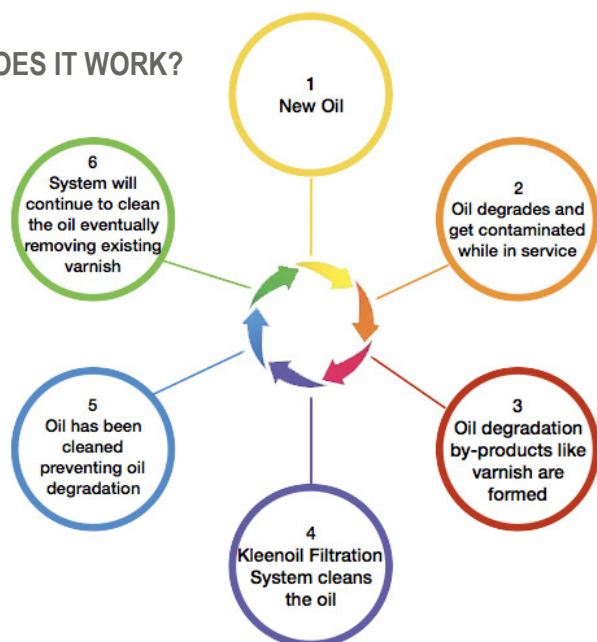 OES IT WORK?
1
New Oil
2
Oil degrades and
get contaminated
while in service
3
Oil degradation
by-products like
varnish are
formed
4
Kleenoil Filtration
System cleans
the oil
5
Oil has been
cleaned
preventing oil
degradation
6
System will
continue to clean
the oil eventually
removing existing
varnish